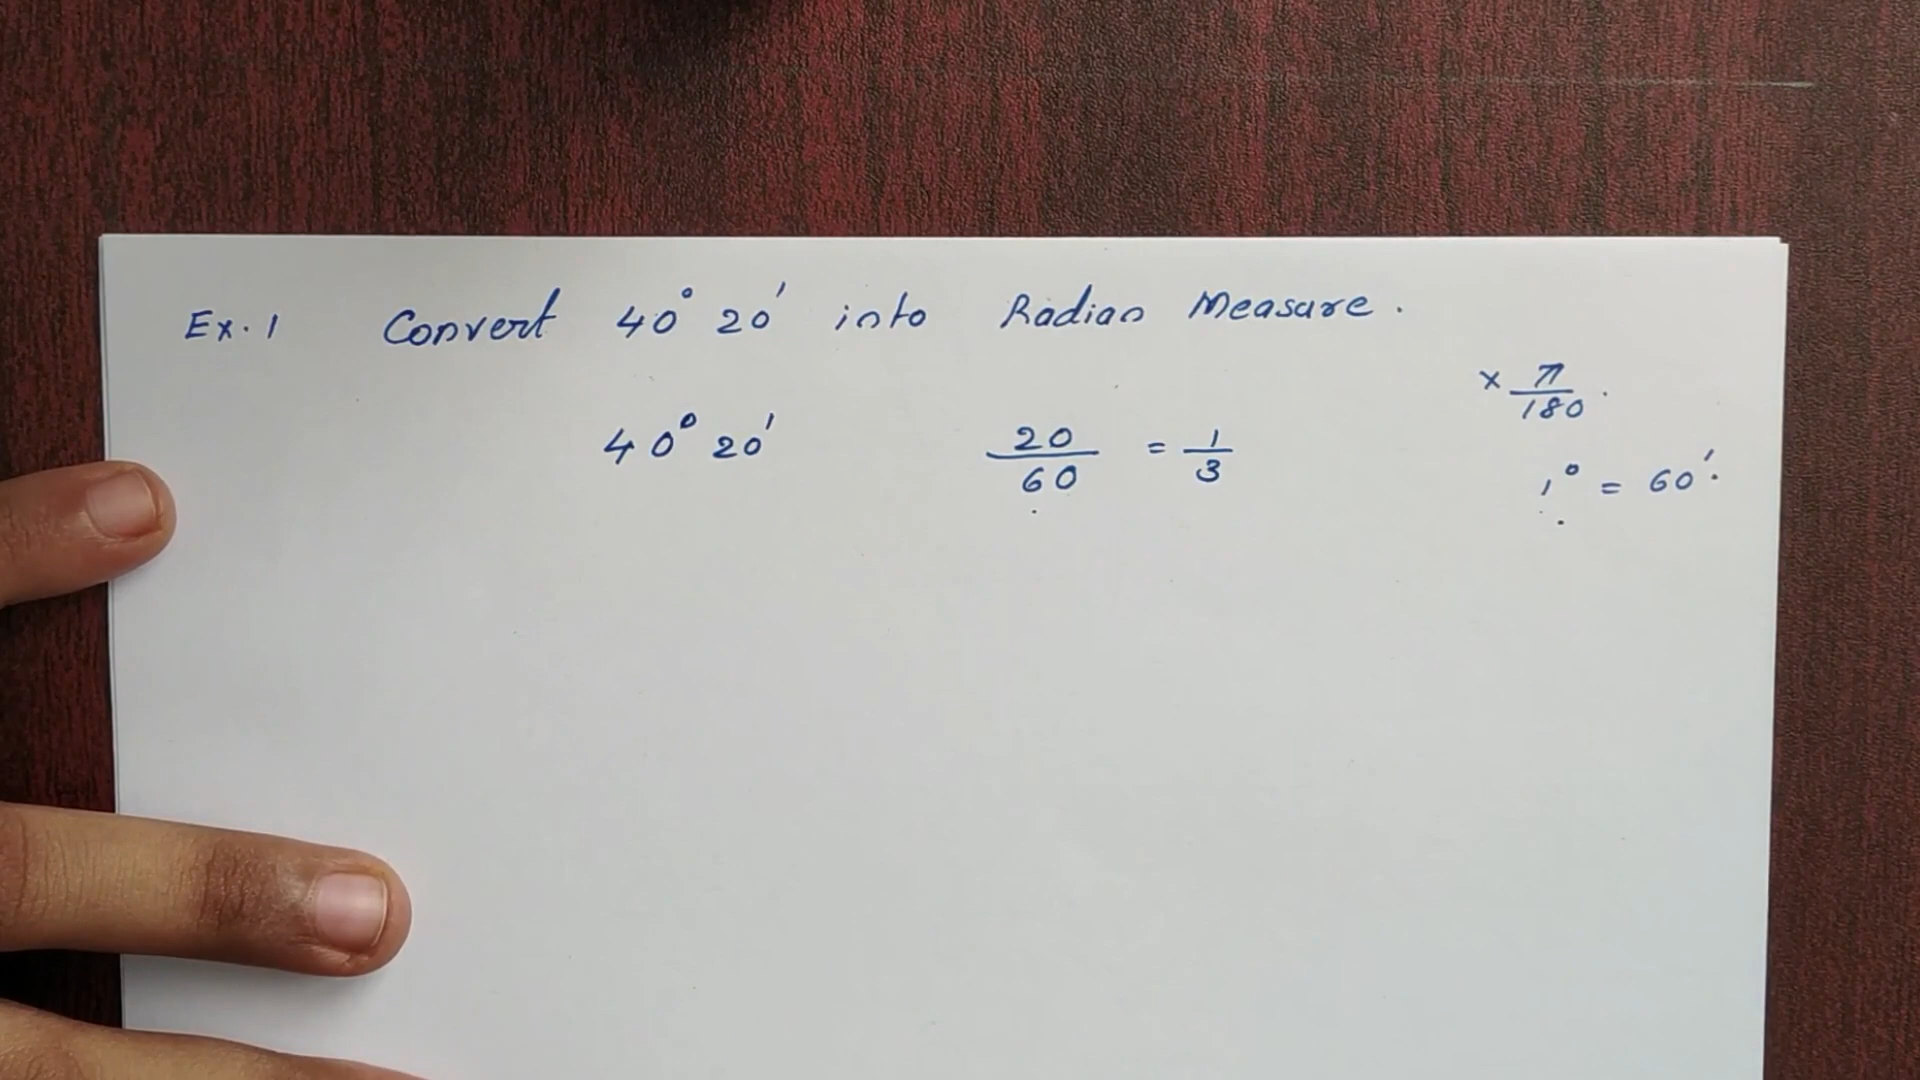 Ex. 1 Convert 40° 20' into Radian Measure.
× π/180.
40° 20' 20/60 = 1/3
1° = 60'.